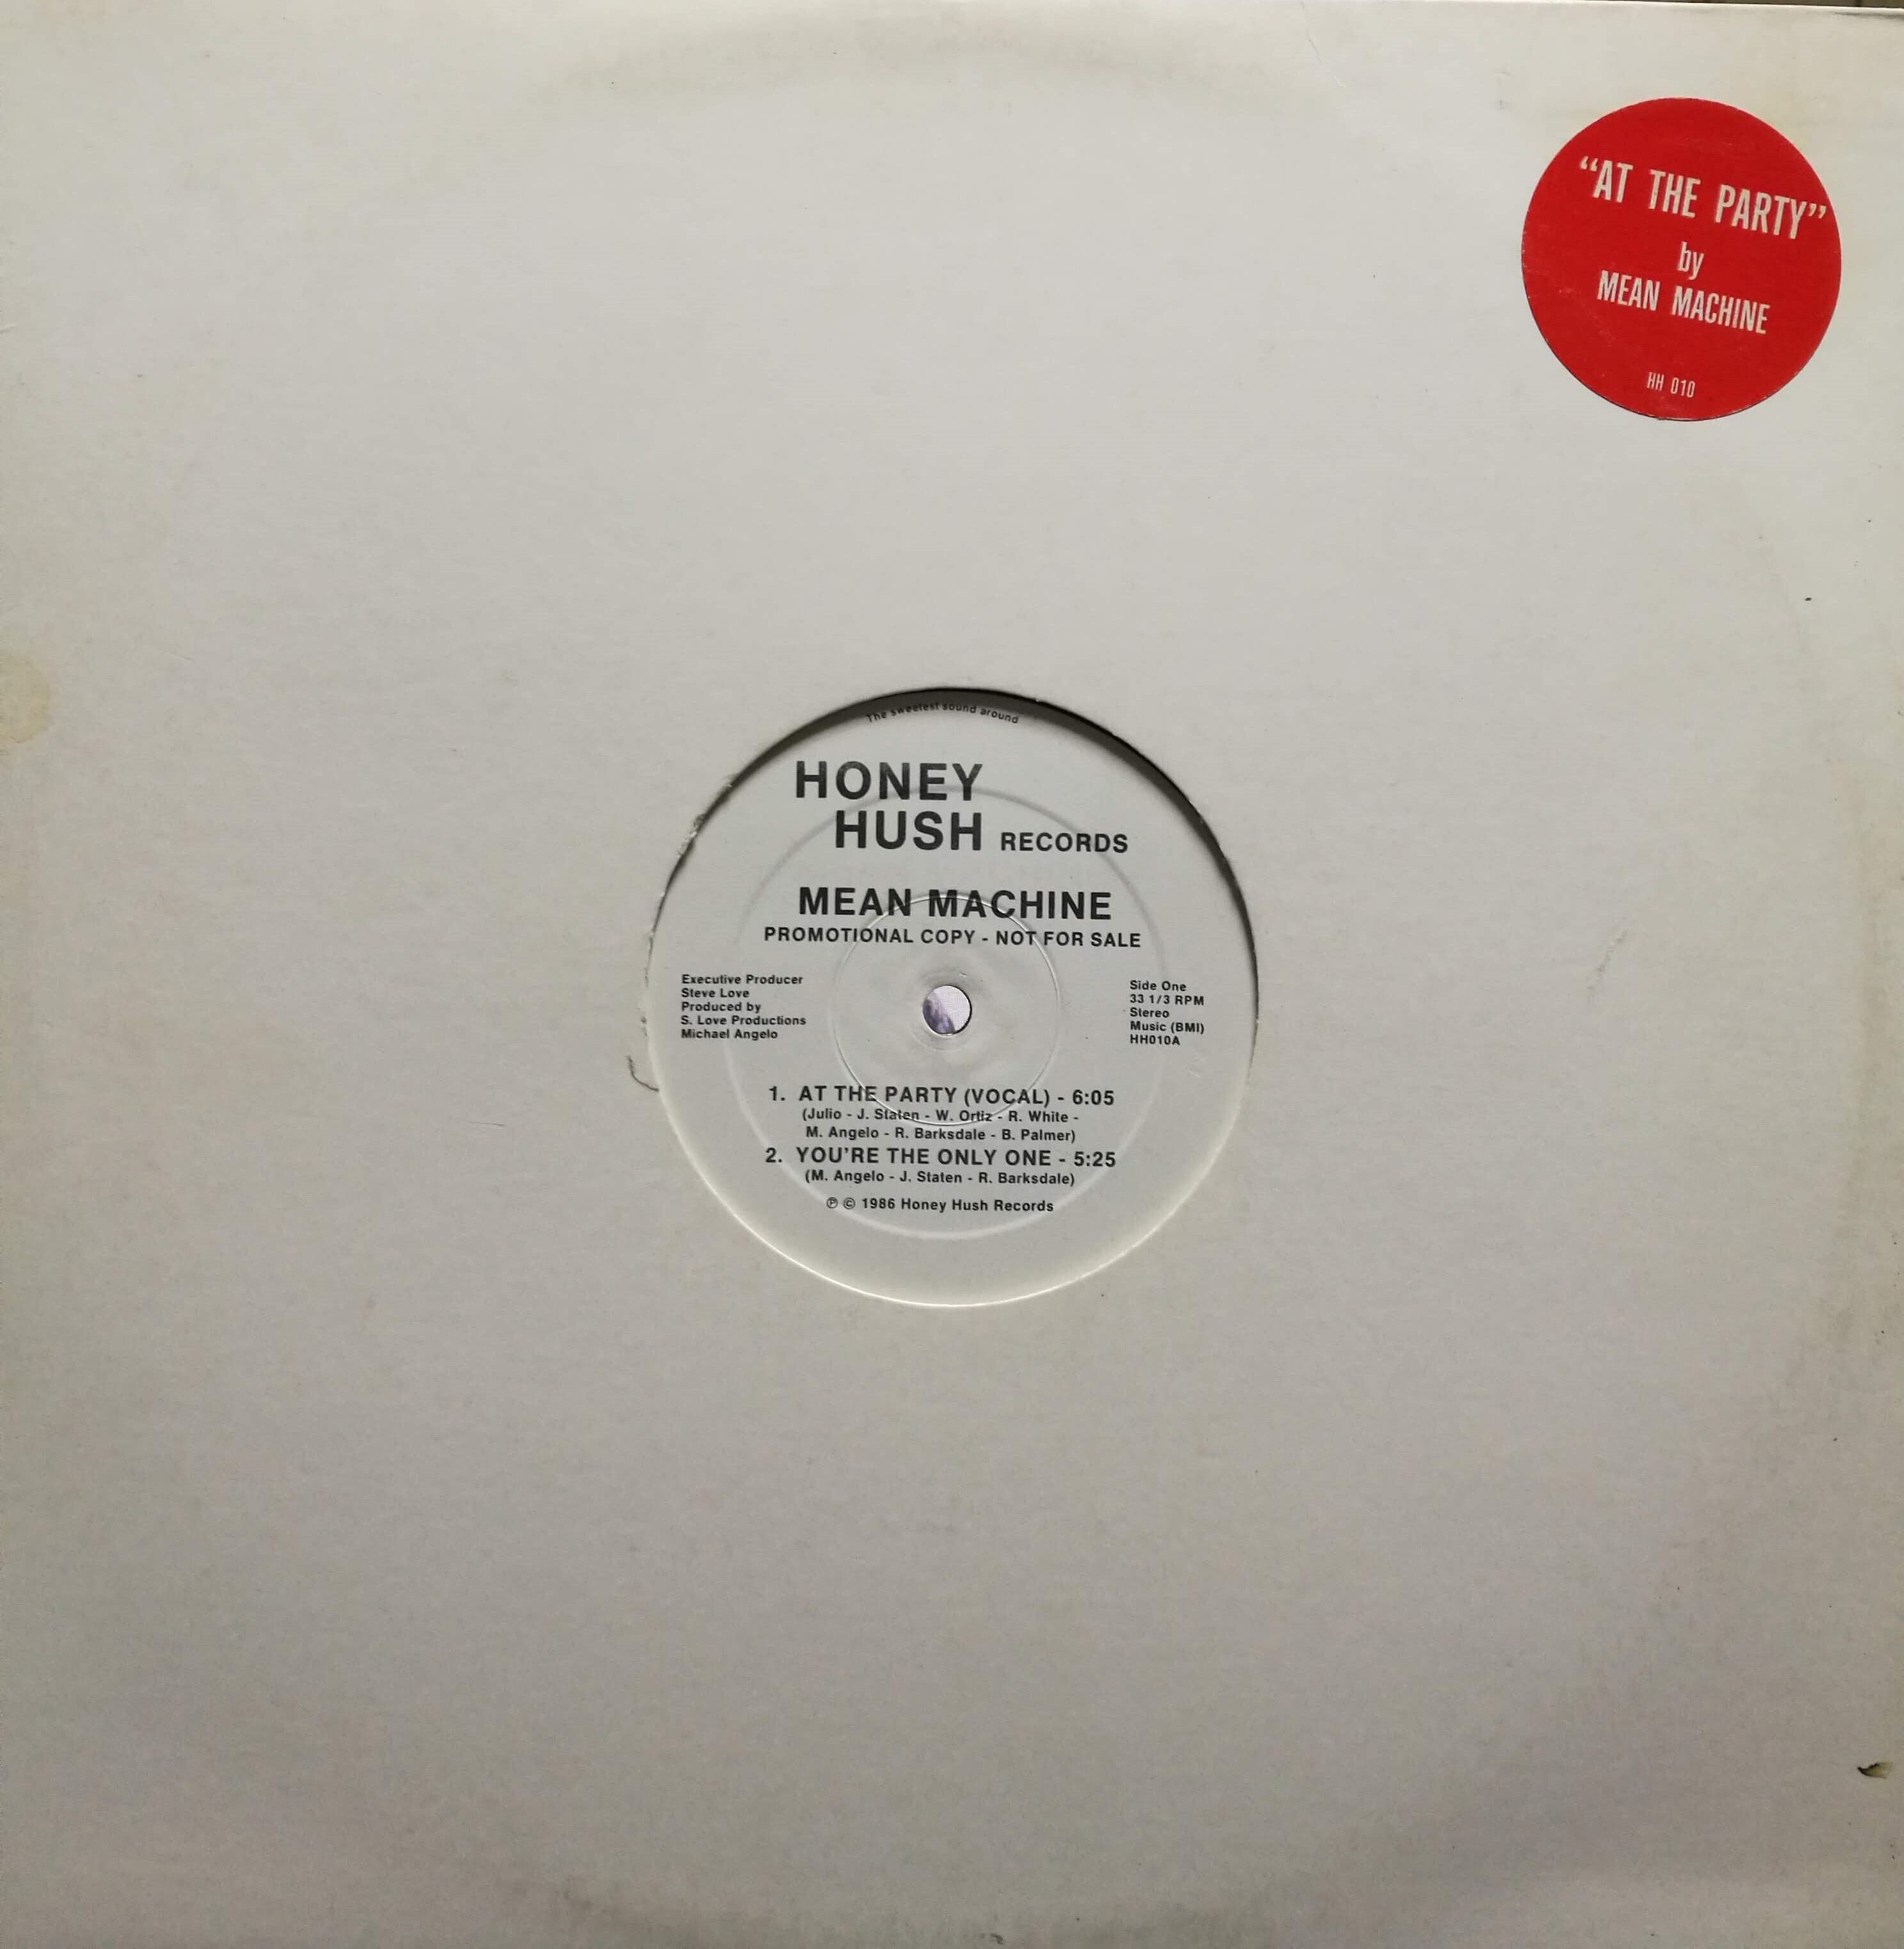 “AT THE PARTY”
by
MEAN MACHINE
HH 010
The sweetest sound around
HONEY
HUSH RECORDS
MEAN MACHINE
PROMOTIONAL COPY - NOT FOR SALE
Executive Producer
Steve Love
Produced by
S. Love Productions
Michael Angelo
Side One
33 1/3 RPM
Stereo
Music (BMI)
HH010A
1. AT THE PARTY (VOCAL) - 6:05
(Julio - J. Staten - W. Ortiz - R. White -
M. Angelo - R. Barksdale - B. Palmer)
2. YOU'RE THE ONLY ONE - 5:25
(M. Angelo - J. Staten - R. Barksdale)
℗ © 1986 Honey Hush Records